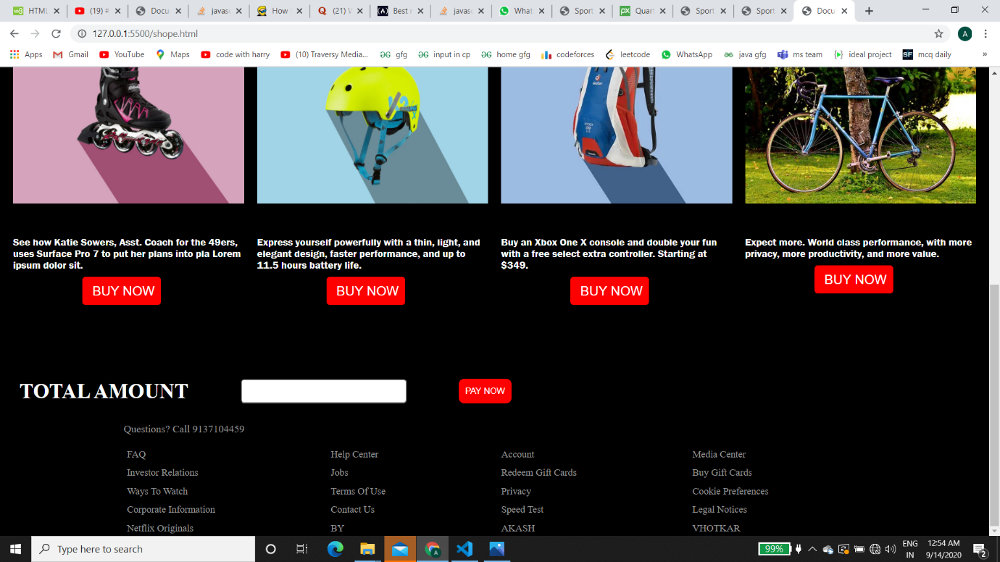 HTML
(19) #
Docu
javasc
How
(21) W
Best r
javasc
What
Sport
Quart
Sport
Sport
Docu
127.0.0.1:5500/shope.html
A
Apps
Gmail
YouTube
Maps
code with harry
(10) Traversy Media...
gfg
input in cp
home gfg
codeforces
leetcode
WhatsApp
java gfg
ms team
ideal project
SF mcq daily
»
deuter
See how Katie Sowers, Asst. Coach for the 49ers,
uses Surface Pro 7 to put her plans into pla Lorem
ipsum dolor sit.
BUY NOW
Express yourself powerfully with a thin, light, and
elegant design, faster performance, and up to
11.5 hours battery life.
BUY NOW
Buy an Xbox One X console and double your fun
with a free select extra controller. Starting at
$349.
BUY NOW
Expect more. World class performance, with more
privacy, more productivity, and more value.
BUY NOW
TOTAL AMOUNT
PAY NOW
Questions? Call 9137104459
FAQ Help Center Account Media Center
Investor Relations Jobs Redeem Gift Cards Buy Gift Cards
Ways To Watch Terms Of Use Privacy Cookie Preferences
Corporate Information Contact Us Speed Test Legal Notices
Netflix Originals BY AKASH VHOTKAR
Type here to search
99%
ENG
IN
12:54 AM
9/14/2020
2